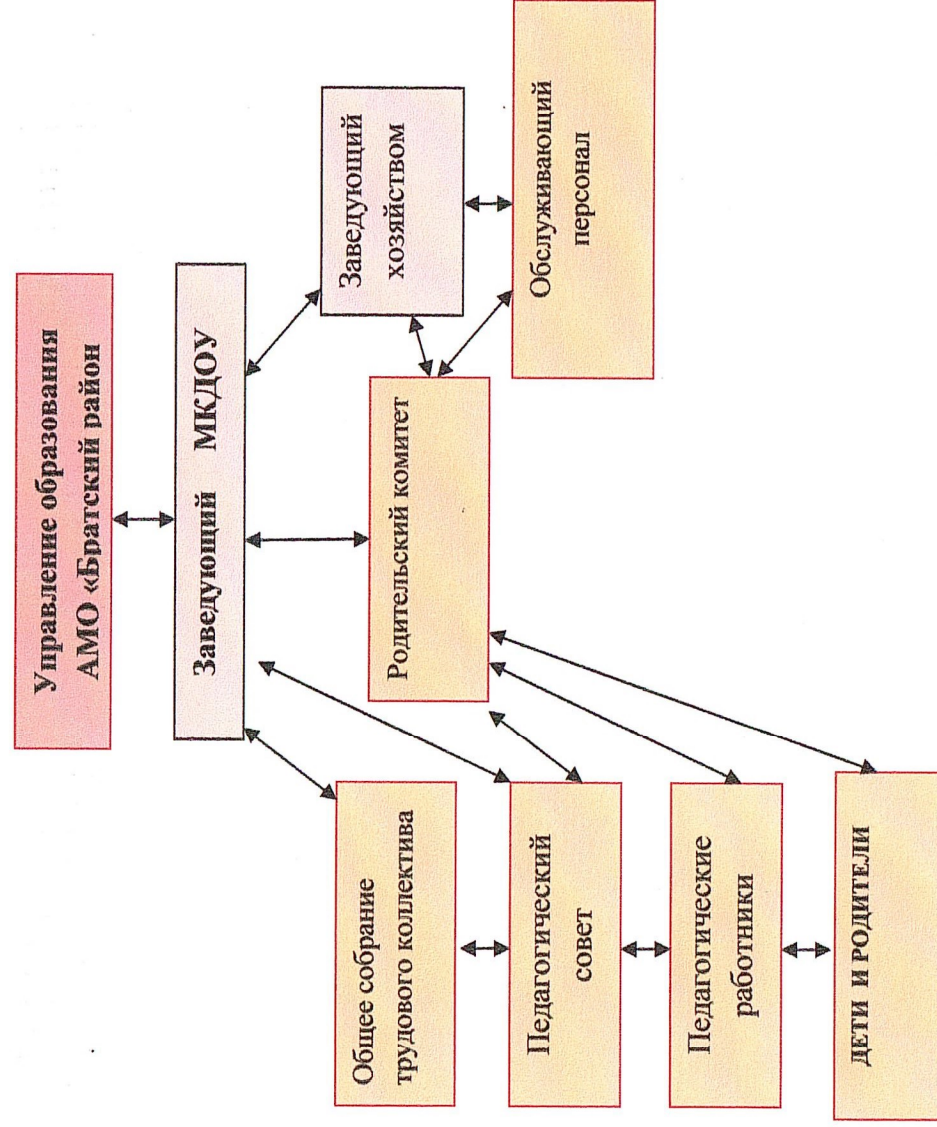 Управление образования
АМО «Братский район
Заведующий МКДОУ
Общее собрание
трудового коллектива
Родительский комитет
Заведующий
хозяйством
Педагогический
совет
Обслуживающий
персонал
Педагогические
работники
ДЕТИ И РОДИТЕЛИ